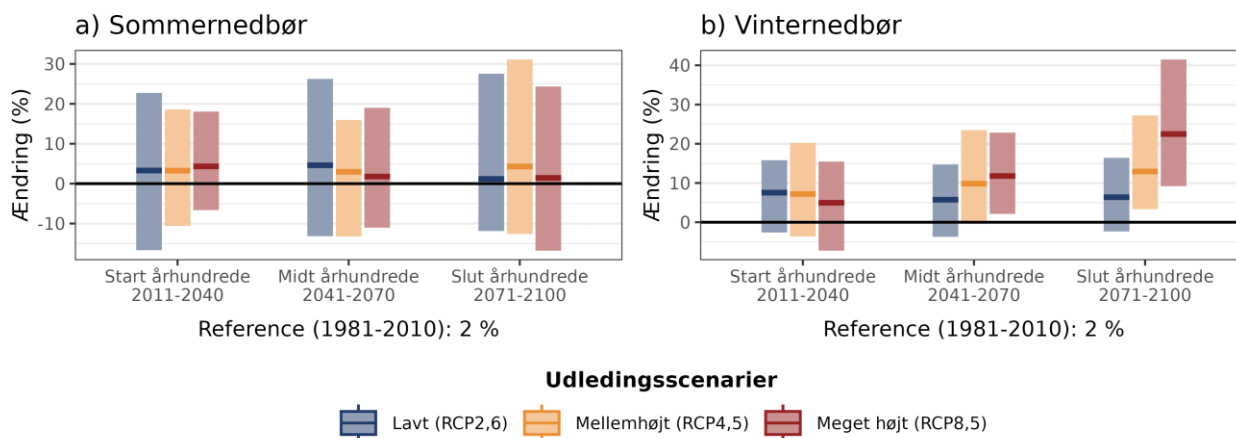 a) Sommernedbør
b) Vinternedbør
Ændring (%)
30
20
10
0
-10
Start århundrede
2011-2040
Midt århundrede
2041-2070
Slut århundrede
2071-2100
Reference (1981-2010): 2 %
Ændring (%)
40
30
20
10
0
Start århundrede
2011-2040
Midt århundrede
2041-2070
Slut århundrede
2071-2100
Reference (1981-2010): 2 %
Udledingsscenarier
Lavt (RCP2,6)
Mellemhøjt (RCP4,5)
Meget højt (RCP8,5)